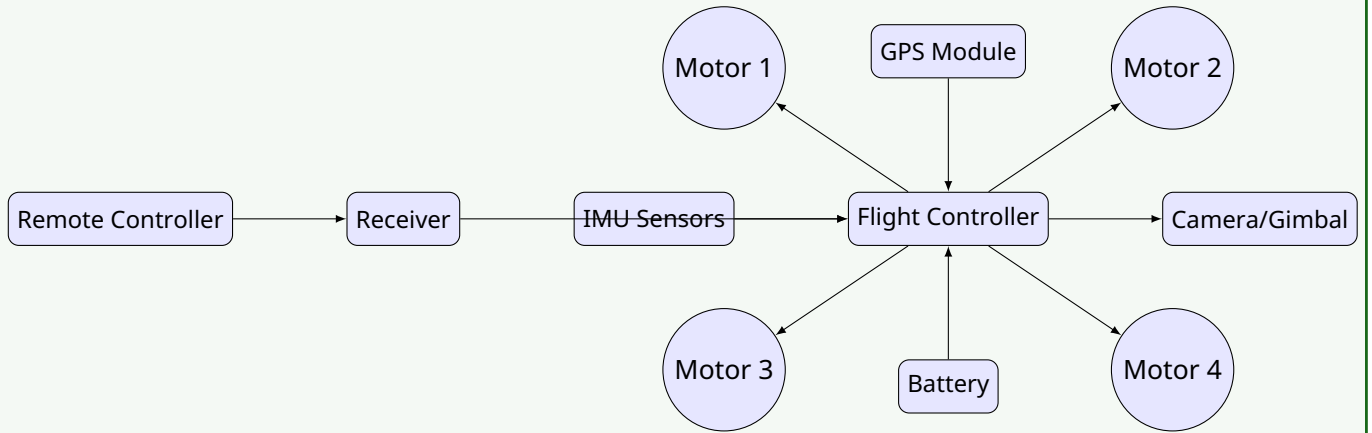 Motor 1
GPS Module
Motor 2
Remote Controller
Receiver
IMU Sensors
Flight Controller
Camera/Gimbal
Motor 3
Battery
Motor 4